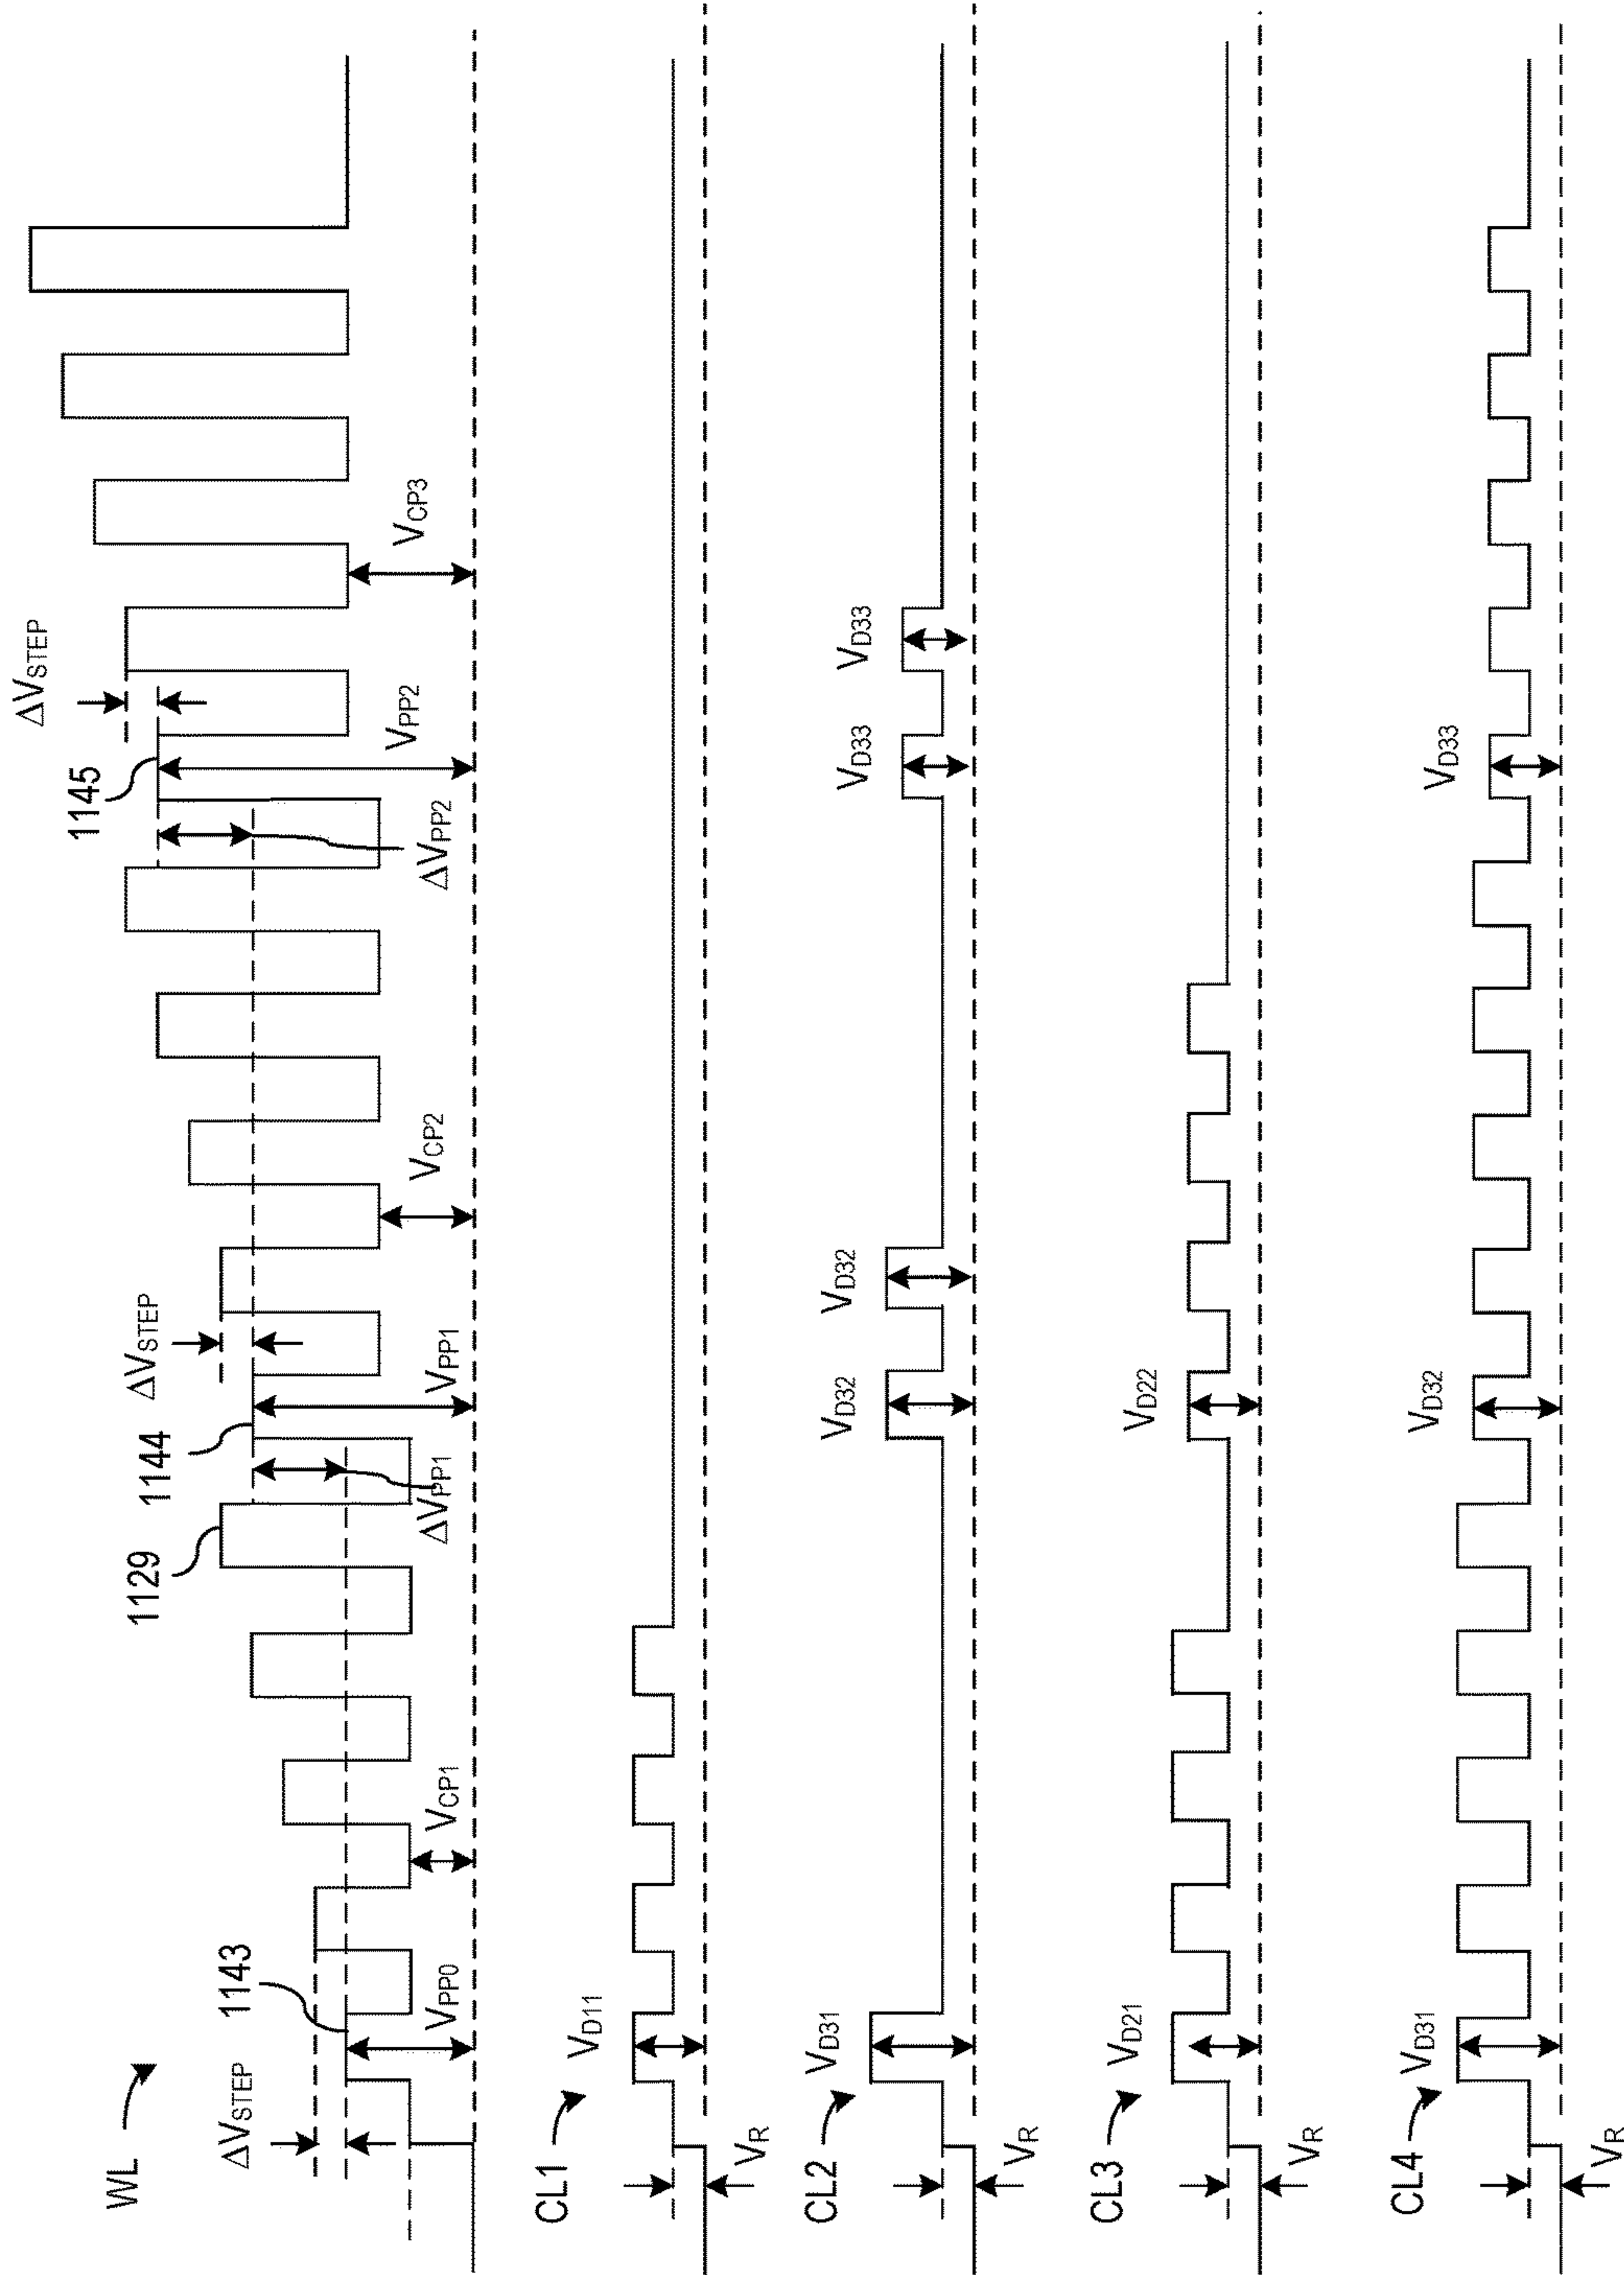 WL
ΔVSTEP
1143
VPP0
VCP1
1129
ΔVPP1
1144
VPP1
ΔVSTEP
VCP2
ΔVPP2
1145
VPP2
ΔVSTEP
VCP3
CL1
VR
VD11
CL2
VR
VD31
VD32
VD32
VD33
VD33
CL3
VR
VD21
VD22
CL4
VR
VD31
VD32
VD33